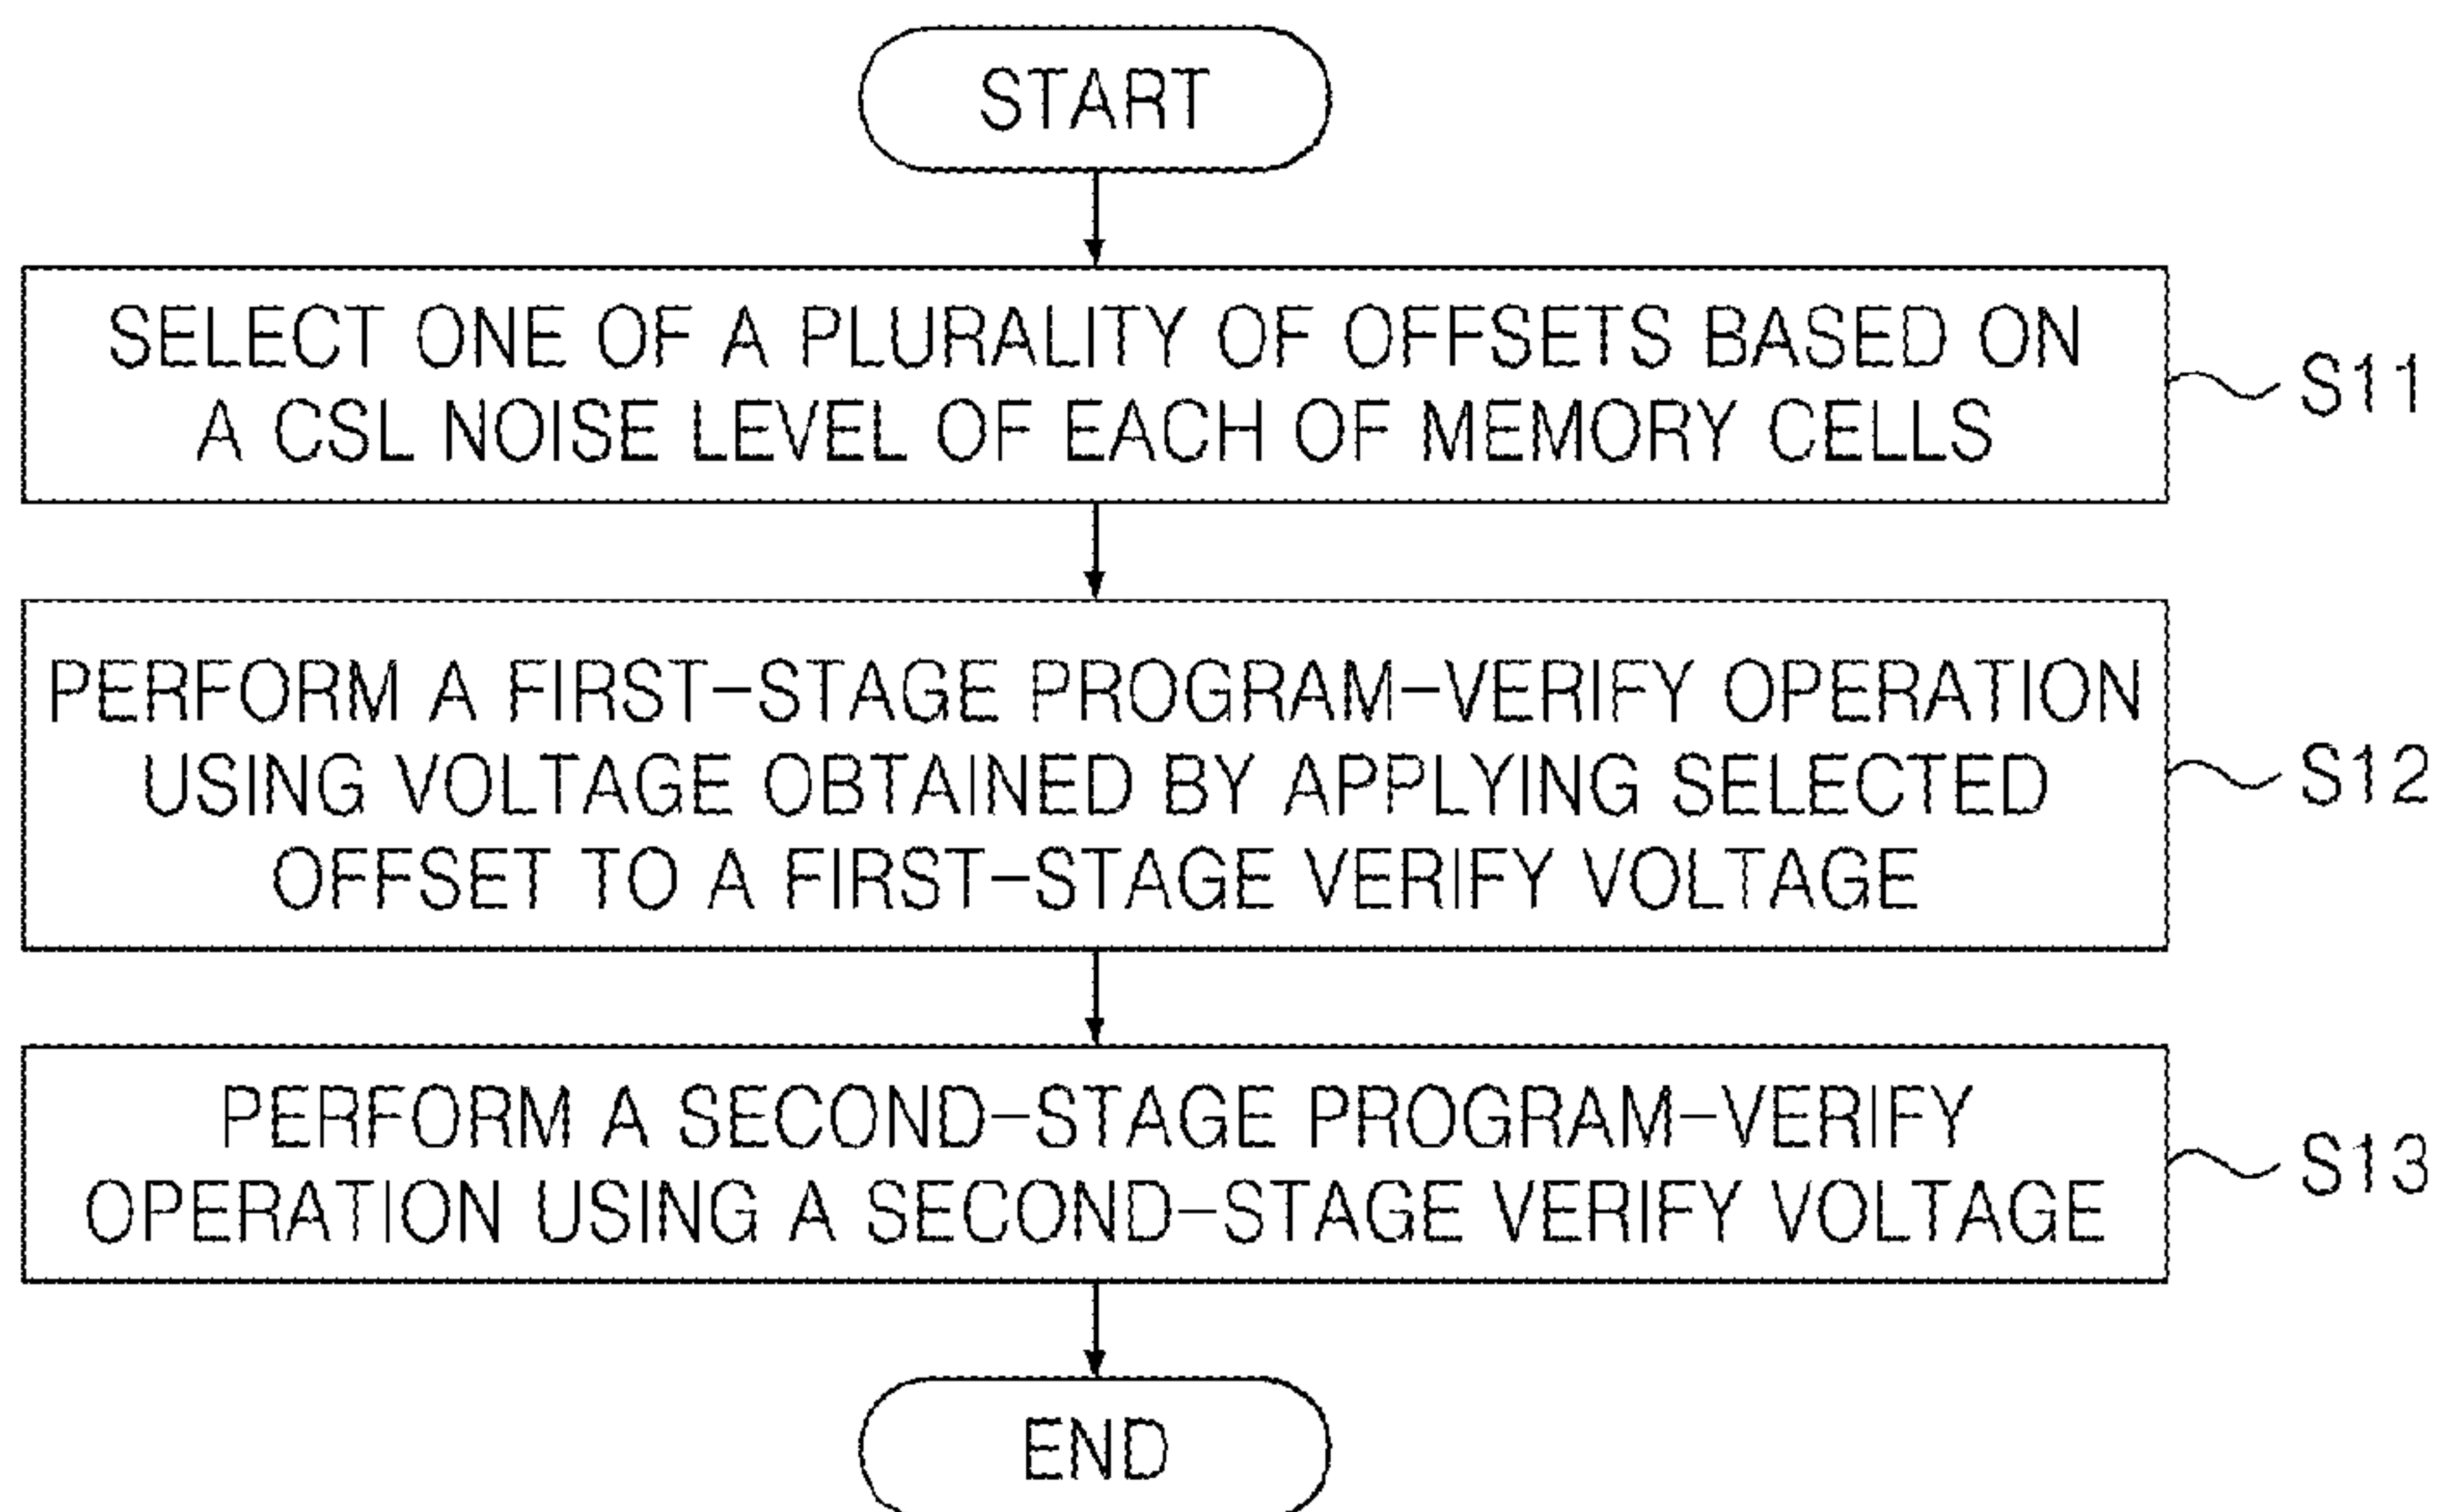 START
SELECT ONE OF A PLURALITY OF OFFSETS BASED ON
A CSL NOISE LEVEL OF EACH OF MEMORY CELLS
S11
PERFORM A FIRST-STAGE PROGRAM-VERIFY OPERATION
USING VOLTAGE OBTAINED BY APPLYING SELECTED
OFFSET TO A FIRST-STAGE VERIFY VOLTAGE
S12
PERFORM A SECOND-STAGE PROGRAM-VERIFY
OPERATION USING A SECOND-STAGE VERIFY VOLTAGE
S13
END